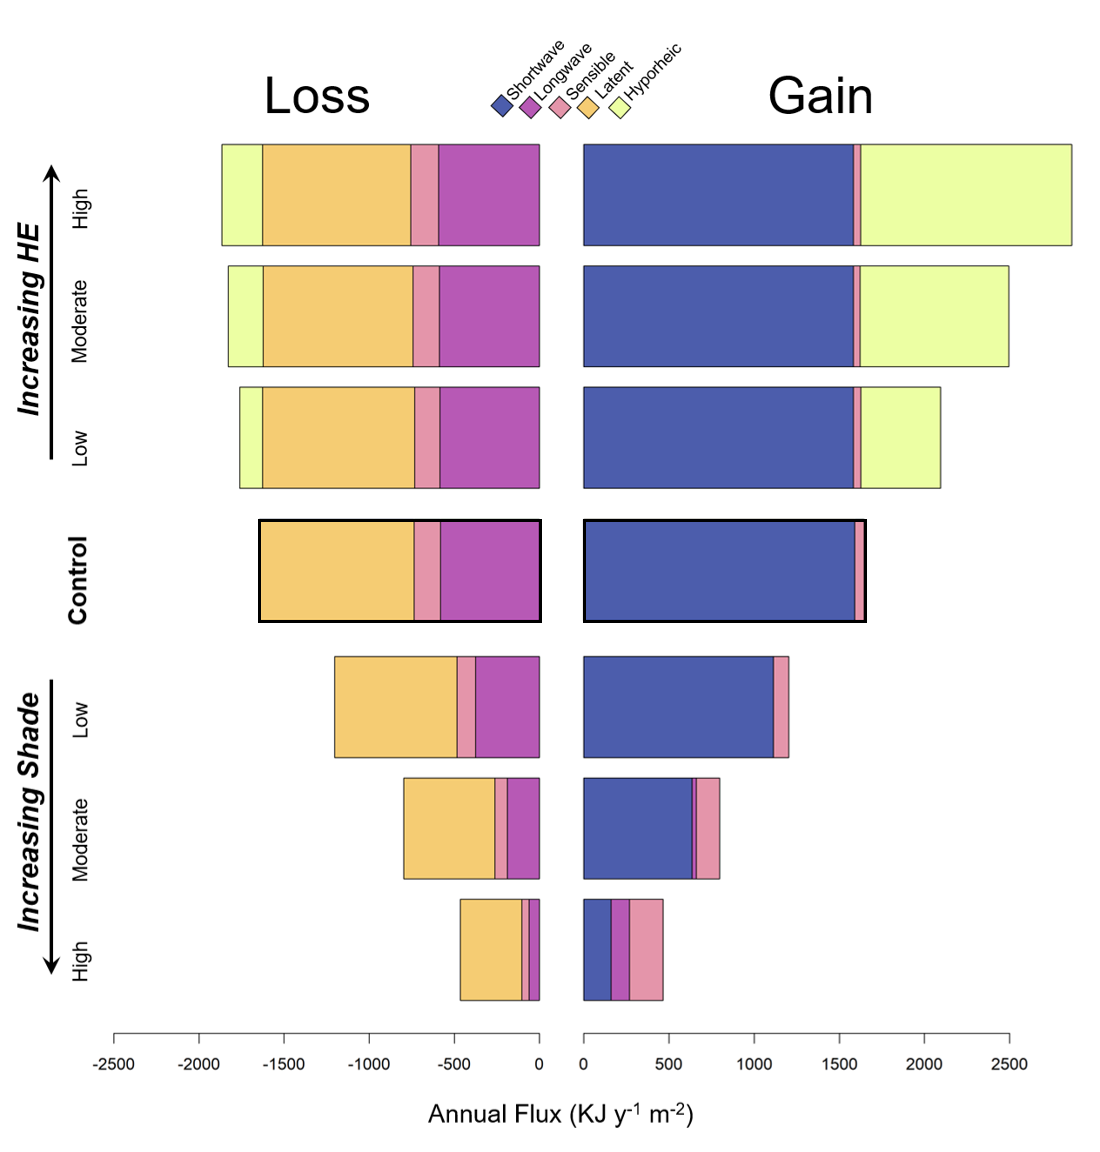 Loss
Shortwave
Longwave
Sensible
Latent
Hyporheic
Gain
Increasing HE
High
Moderate
Low
Control
Increasing Shade
Low
Moderate
High
-2500 -2000 -1500 -1000 -500 0 0 500 1000 1500 2000 2500
Annual Flux (KJ y⁻¹ m⁻²)